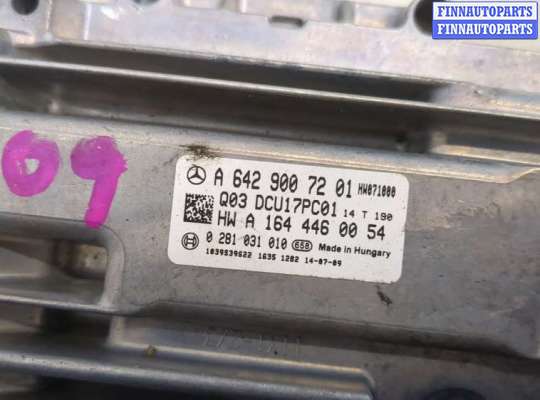 FINNAUTOPARTS
FINNAUTOPARTS
09
A 642 900 72 01 HW071000
Q03 DCU17PC01 14 T 190
HW A 164 446 00 54
0 281 031 010 658 Made in Hungary
1039S39622 1635 1282 14-07-09